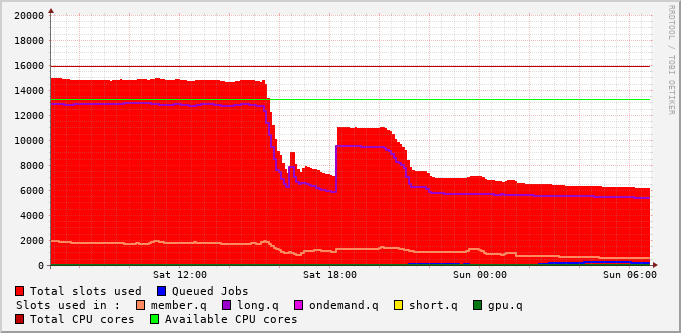 20000
18000
16000
14000
12000
10000
8000
6000
4000
2000
0
Sat 12:00 Sat 18:00 Sun 00:00 Sun 06:00
RRDTOOL / TOBI OETIKER
Total slots used Queued Jobs
Slots used in : member.q long.q ondemand.q short.q gpu.q
Total CPU cores Available CPU cores